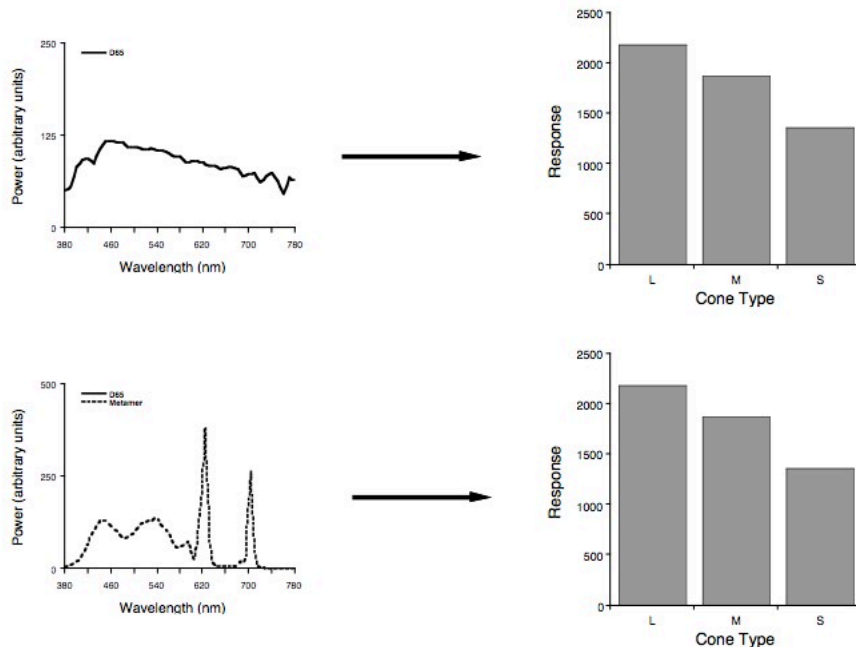 250
D65
125
0
Power (arbitrary units)
380 460 540 620 700 780
Wavelength (nm)
2500
2000
1500
1000
500
0
Response
L M S
Cone Type
500
D65
Metamer
250
0
Power (arbitrary units)
380 460 540 620 700 780
Wavelength (nm)
2500
2000
1500
1000
500
0
Response
L M S
Cone Type